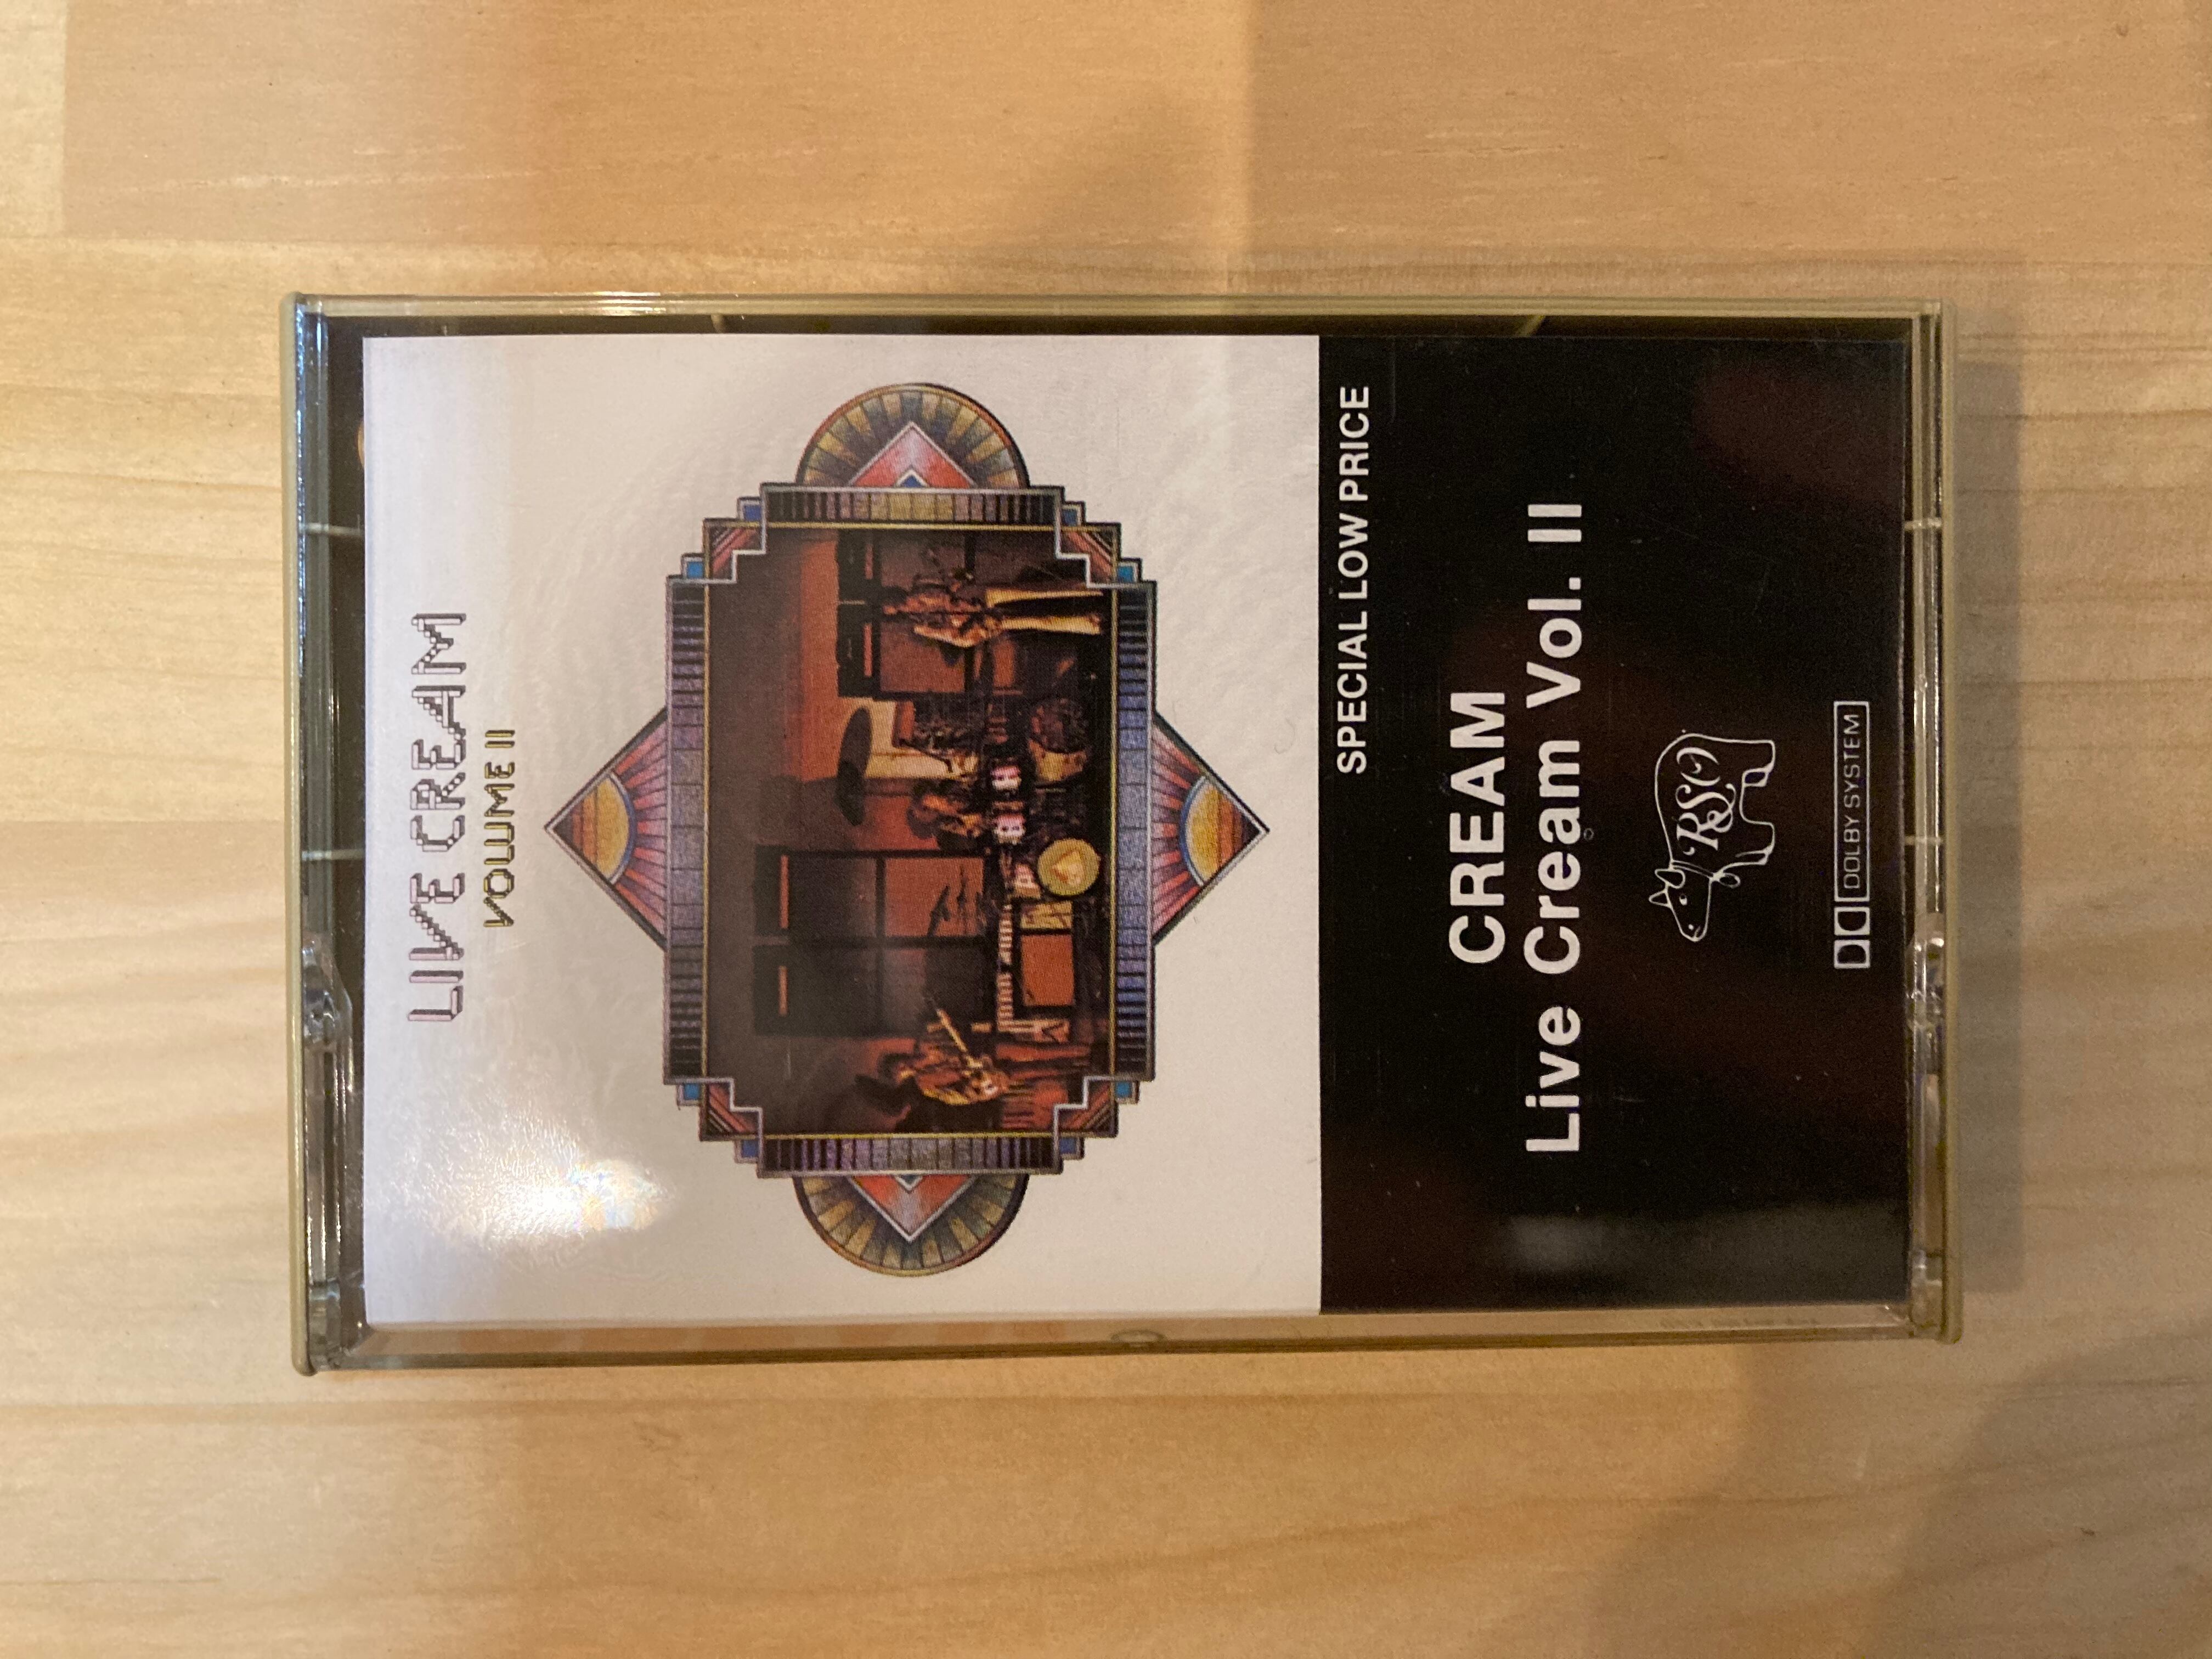 LIVE CREAM
VOLUME II
SPECIAL LOW PRICE
CREAM
Live Cream Vol. II
RSO
DOLBY SYSTEM